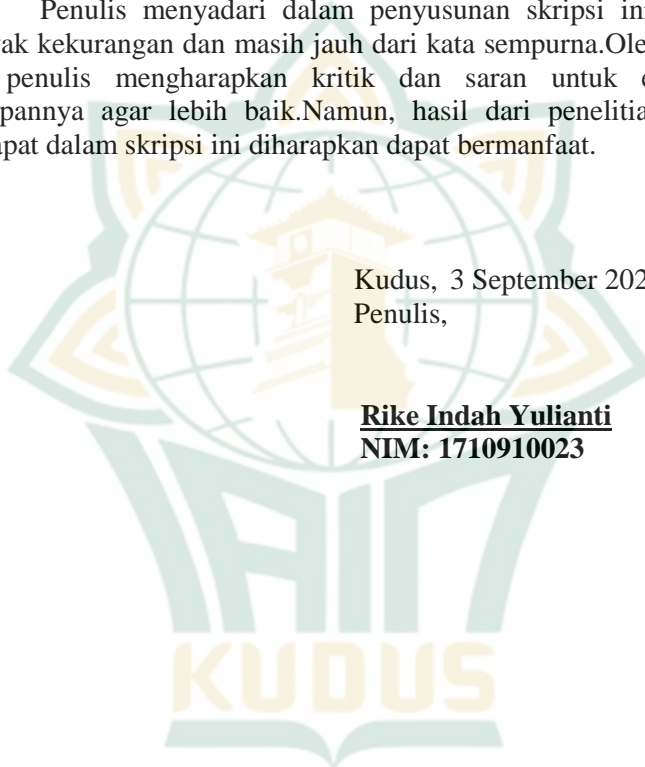 Penulis menyadari dalam penyusunan skripsi ini
yak kekurangan dan masih jauh dari kata sempurna.Ole
penulis mengharapkan kritik dan saran untuk e
pannya agar lebih baik.Namun, hasil dari penelitia
apat dalam skripsi ini diharapkan dapat bermanfaat.
Kudus, 3 September 202
Penulis,
Rike Indah Yulianti
NIM: 1710910023
IAIN
KUDUS